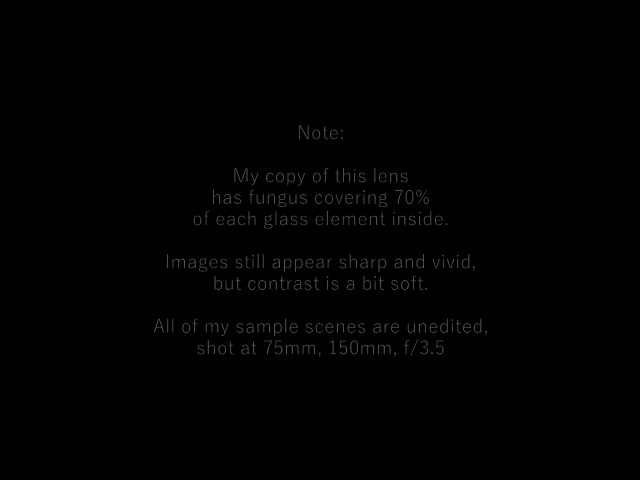 Note:
My copy of this lens
has fungus covering 70%
of each glass element inside.
Images still appear sharp and vivid,
but contrast is a bit soft.
All of my sample scenes are unedited,
shot at 75mm, 150mm, f/3.5